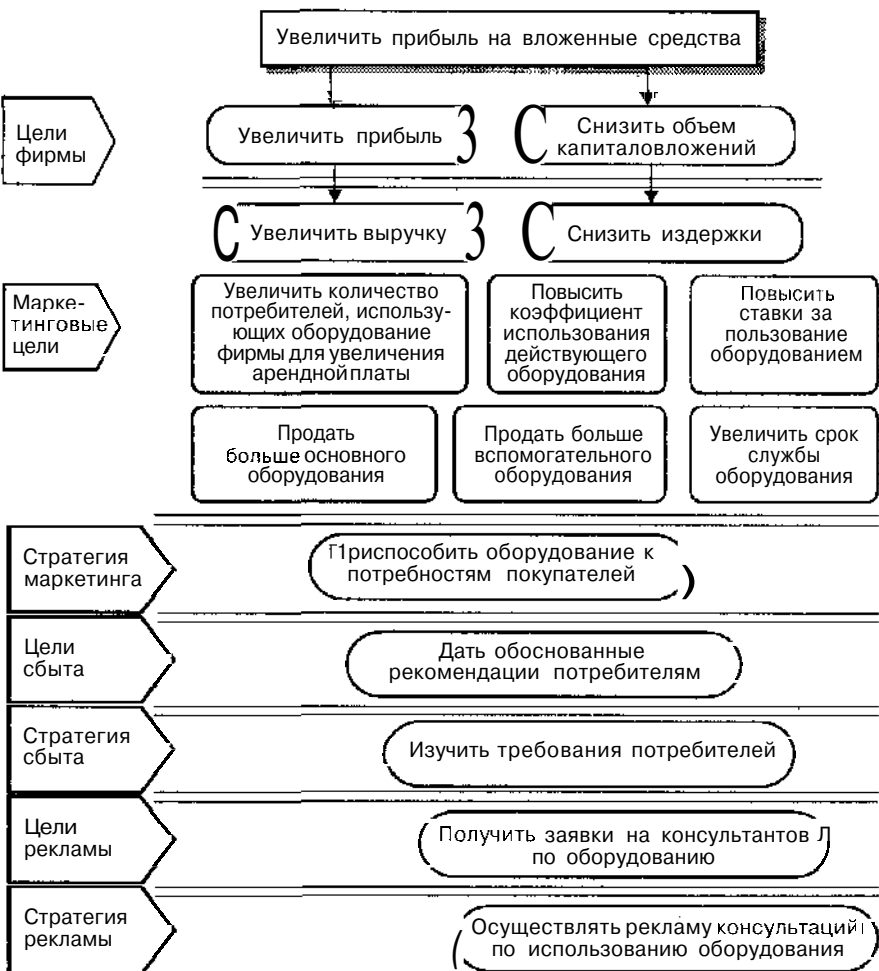 Увеличить прибыль на вложенные средства
Цели
фирмы
Увеличить прибыль
Снизить объем
капиталовложений
Увеличить выручку
Снизить издержки
Марке-
тинговые
цели
Увеличить количество
потребителей, использу-
ющих оборудование
фирмы для увеличения
арендной платы
Повысить
коэффициент
использования
действующего
оборудования
Повысить
ставки за
пользование
оборудованием
Продать
больше основного
оборудования
Продать больше
вспомогательного
оборудования
Увеличить срок
службы
оборудования
Стратегия
маркетинга
Приспособить оборудование к
потребностям покупателей
Цели
сбыта
Дать обоснованные
рекомендации потребителям
Стратегия
сбыта
Изучить требования потребителей
Цели
рекламы
Получить заявки на консультантов
по оборудованию
Стратегия
рекламы
Осуществлять рекламу консультаций
по использованию оборудования